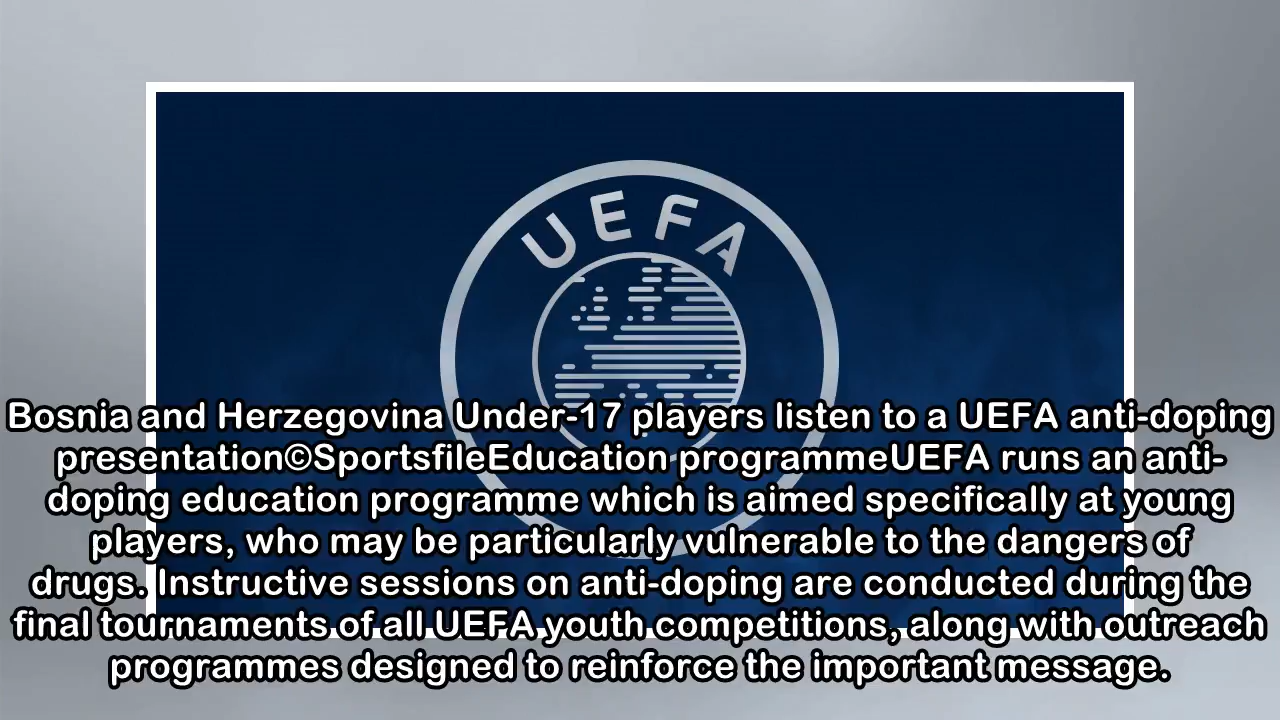 UEFA
Bosnia and Herzegovina Under-17 players listen to a UEFA anti-doping
presentation©SportsfileEducation programmeUEFA runs an anti-
doping education programme which is aimed specifically at young
players, who may be particularly vulnerable to the dangers of
drugs. Instructive sessions on anti-doping are conducted during the
final tournaments of all UEFA youth competitions, along with outreach
programmes designed to reinforce the important message.